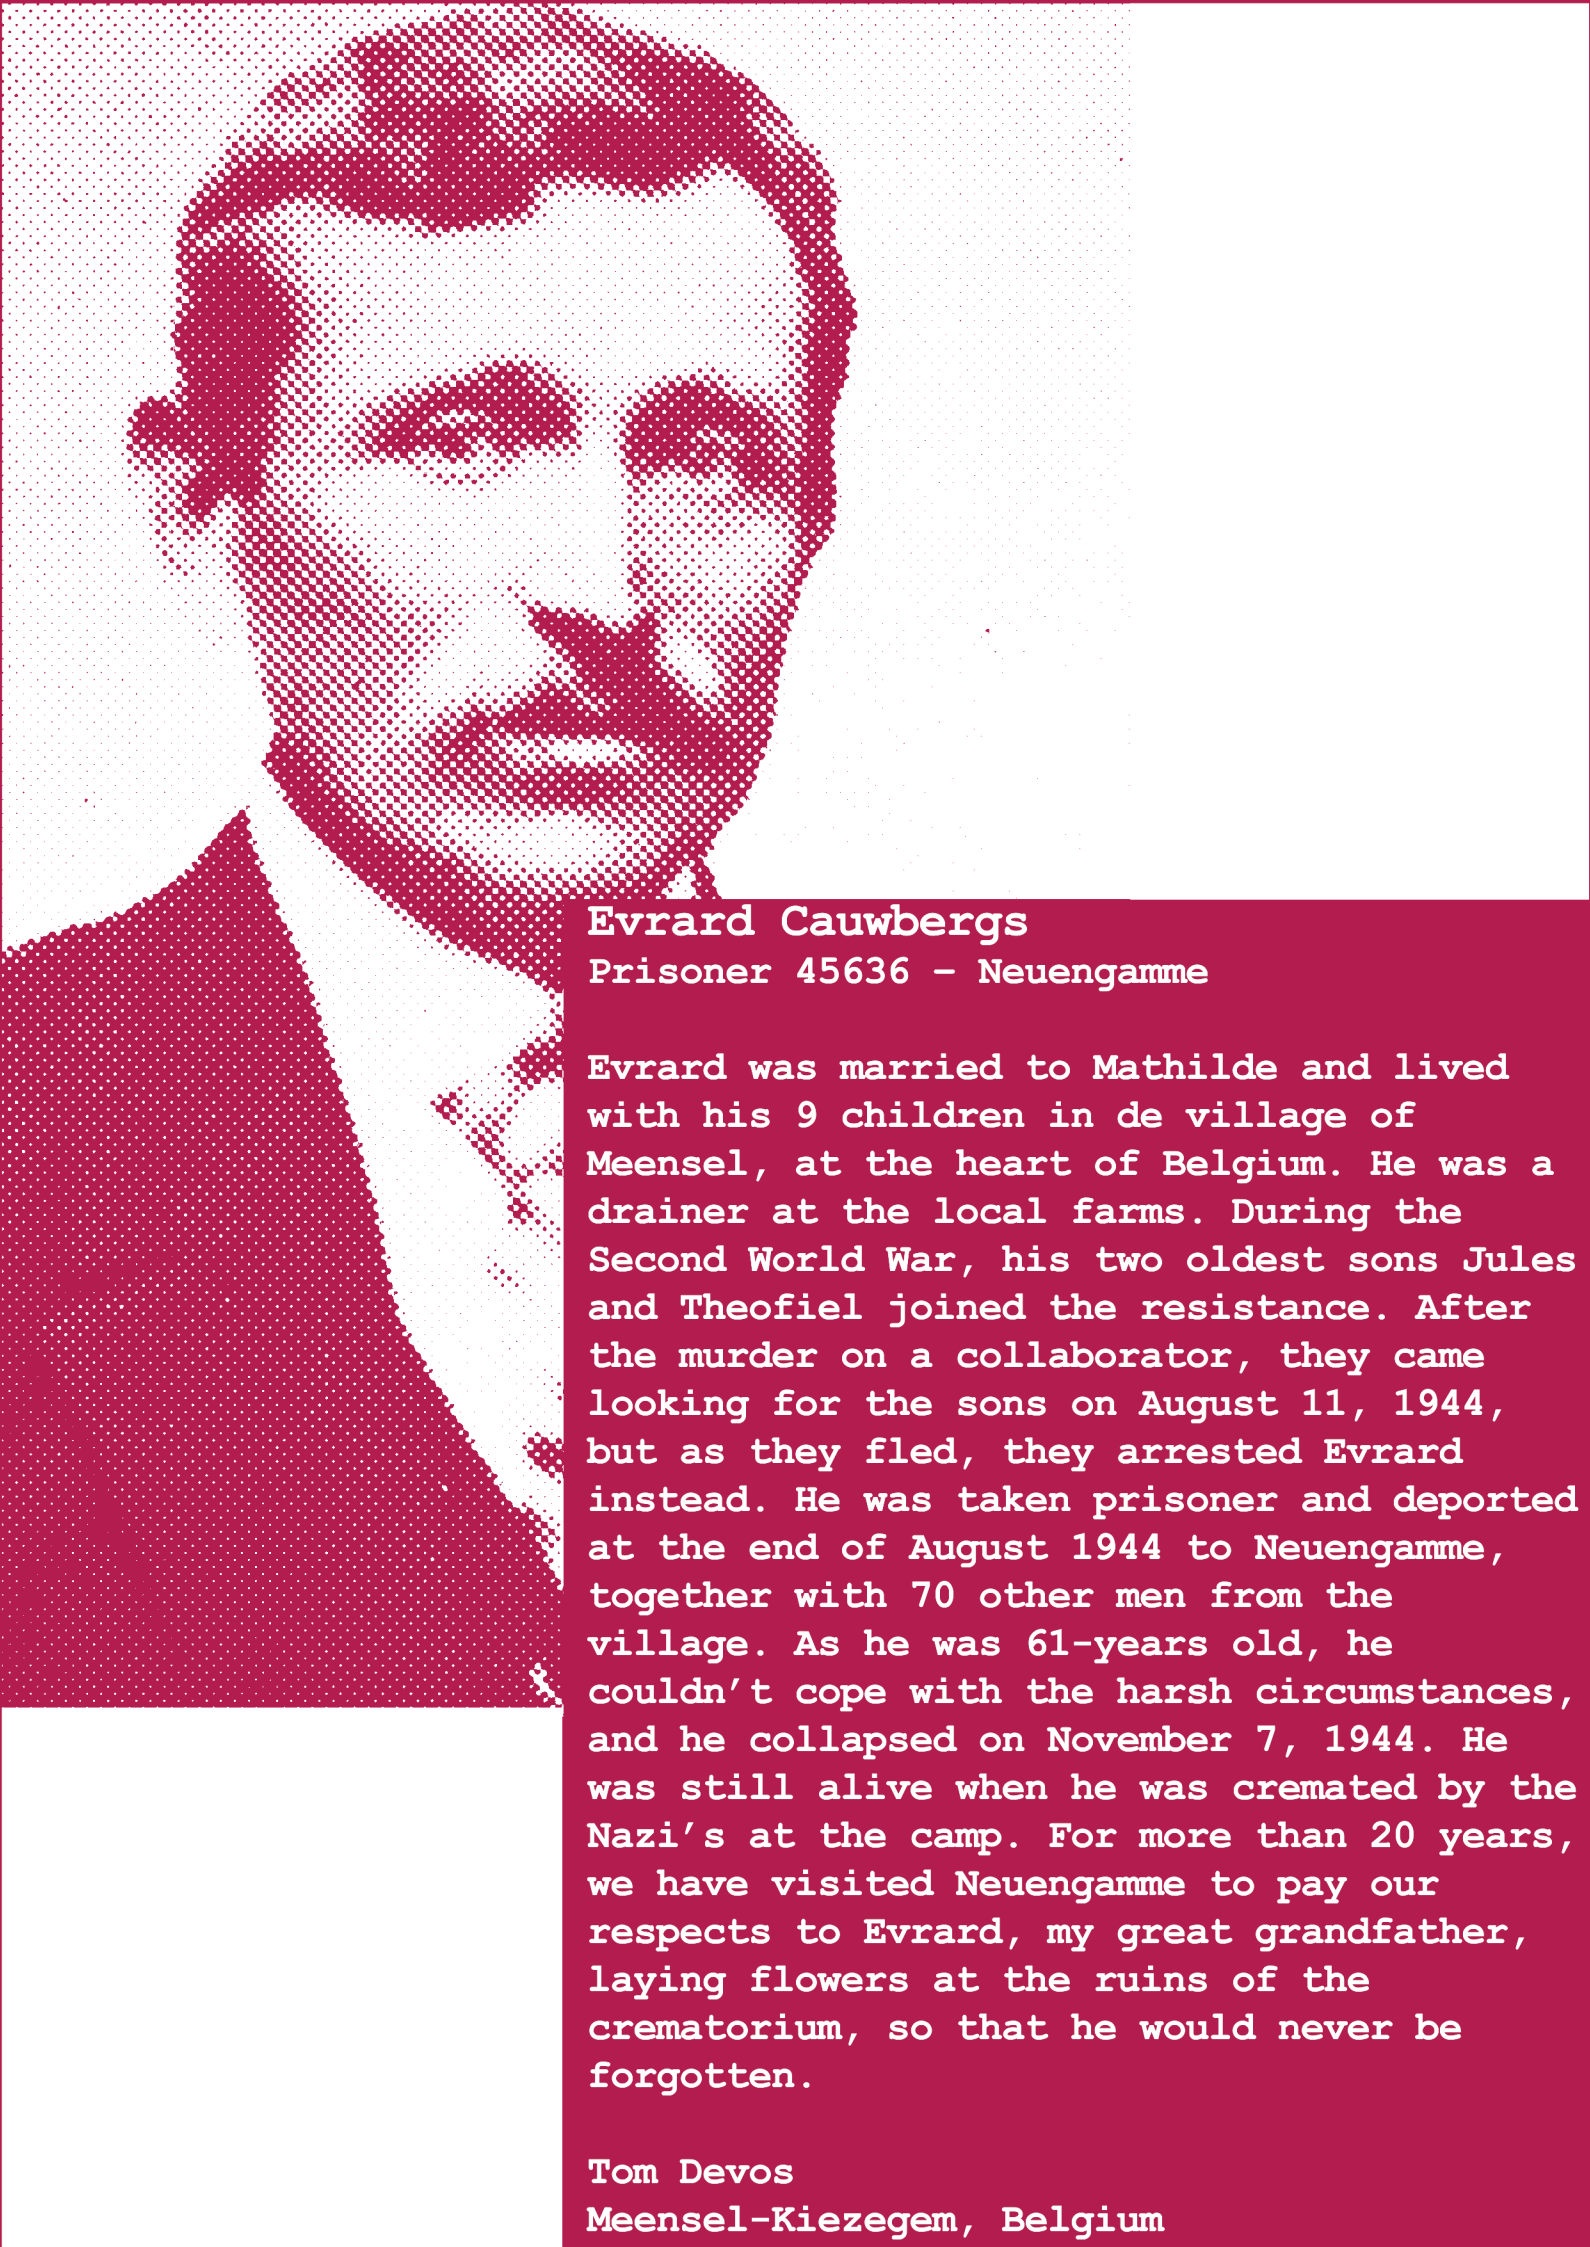 Evrard Cauwbergs
Prisoner 45636 – Neuengamme
Evrard was married to Mathilde and lived
with his 9 children in de village of
Meensel, at the heart of Belgium. He was a
drainer at the local farms. During the
Second World War, his two oldest sons Jules
and Theofiel joined the resistance. After
the murder on a collaborator, they came
looking for the sons on August 11, 1944,
but as they fled, they arrested Evrard
instead. He was taken prisoner and deported
at the end of August 1944 to Neuengamme,
together with 70 other men from the
village. As he was 61-years old, he
couldn’t cope with the harsh circumstances,
and he collapsed on November 7, 1944. He
was still alive when he was cremated by the
Nazi’s at the camp. For more than 20 years,
we have visited Neuengamme to pay our
respects to Evrard, my great grandfather,
laying flowers at the ruins of the
crematorium, so that he would never be
forgotten.
Tom Devos
Meensel-Kiezegem, Belgium